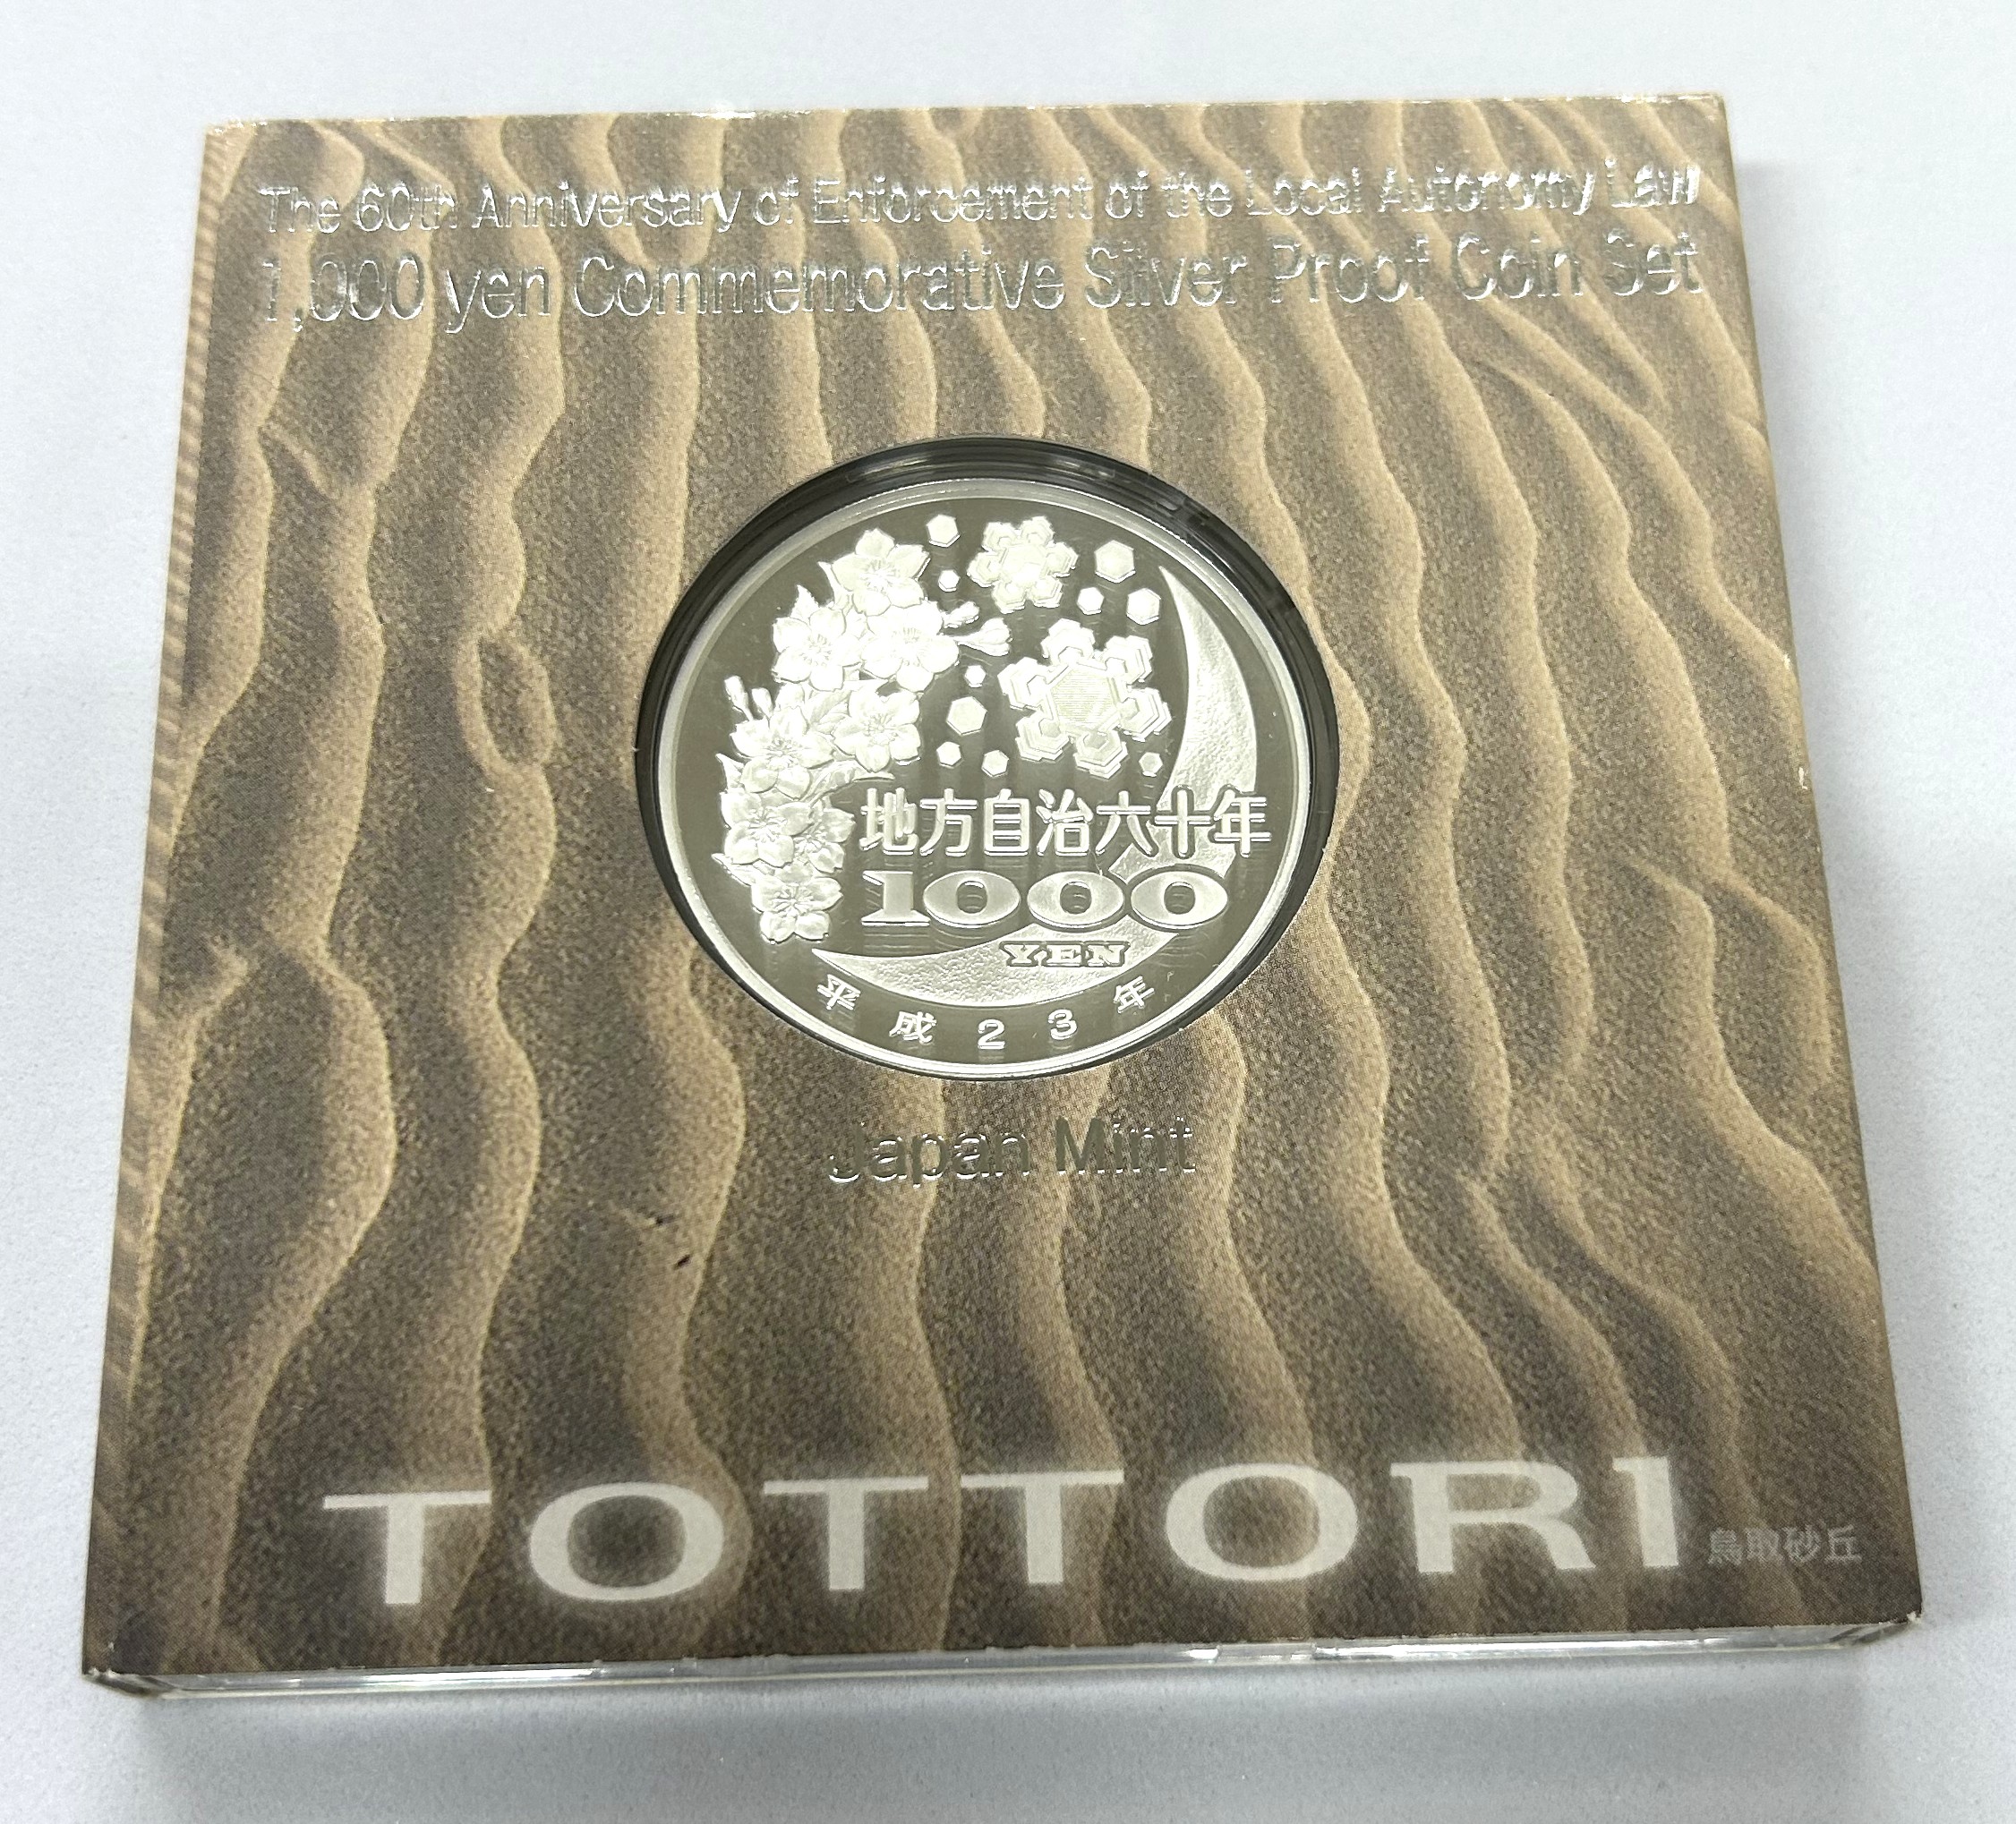 The 60th Anniversary of Enforcement of the Local Autonomy Law
1,000 yen Commemorative Silver Proof Coin Set
地方自治六十年
1000
YEN
平成23年
Japan Mint
TOTTORI
鳥取砂丘